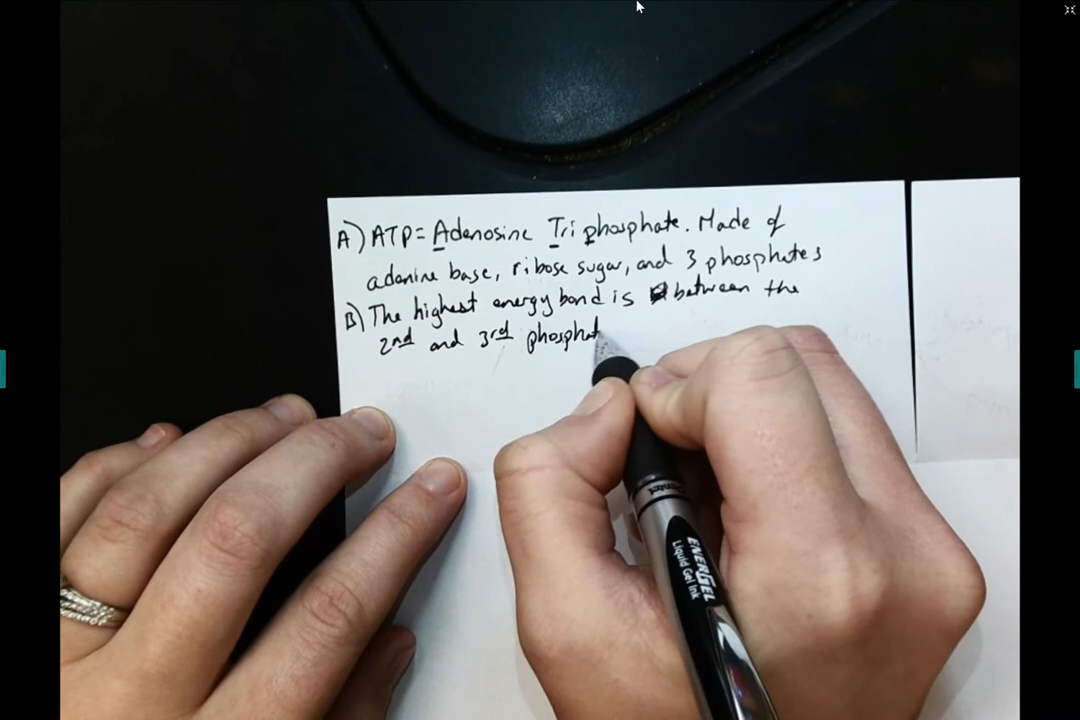 A) ATP = Adenosine Triphosphate. Made of
adenine base, ribose sugar, and 3 phosphates
B) The highest energy bond is between the
2nd and 3rd phosphat
ENERGEL
Liquid Gel Ink